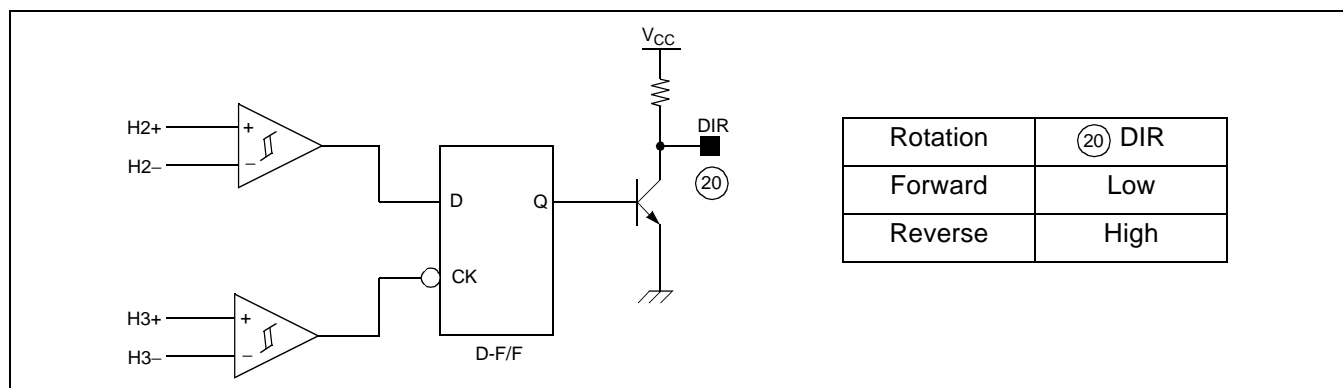 VCC
H2+
H2−
+
−
DIR
20
D
Q
CK
H3+
H3−
+
−
D-F/F
Rotation 20 DIR
Forward Low
Reverse High